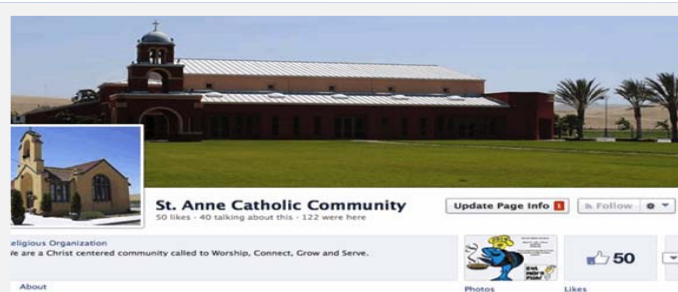 St. Anne Catholic Community
50 likes · 40 talking about this · 122 were here
Update Page Info 1
Follow
eligious Organization
e are a Christ centered community called to Worship, Connect, Grow and Serve.
50
About
Photos
Likes